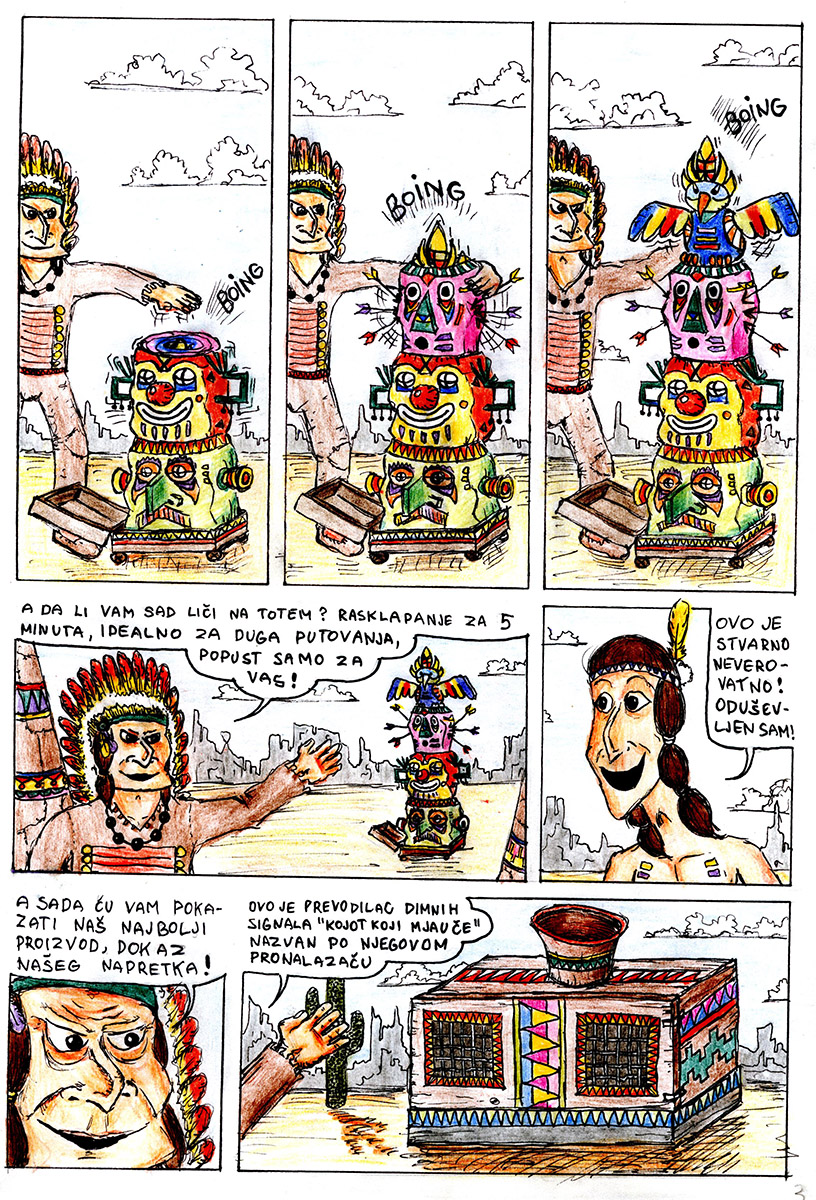 BOING
BOING
BOING
A DA LI VAM SAD LIČI NA TOTEM? RASKLAPANJE ZA 5
MINUTA, IDEALNO ZA DUGA PUTOVANJA,
POPUST SAMO ZA
VAS!
OVO JE
STVARNO
NEVERO-
VATNO!
ODUŠEV-
LJEN SAM!
A SADA ĆU VAM POKA-
ZATI NAŠ NAJBOLJI
PROIZVOD, DOKAZ
NAŠEG NAPRETKA!
OVO JE PREVODILAC DIMNIH
SIGNALA "KOJOT KOJI MJAUČE"
NAZVAN PO NJEGOVOM
PRONALAZAČU
3